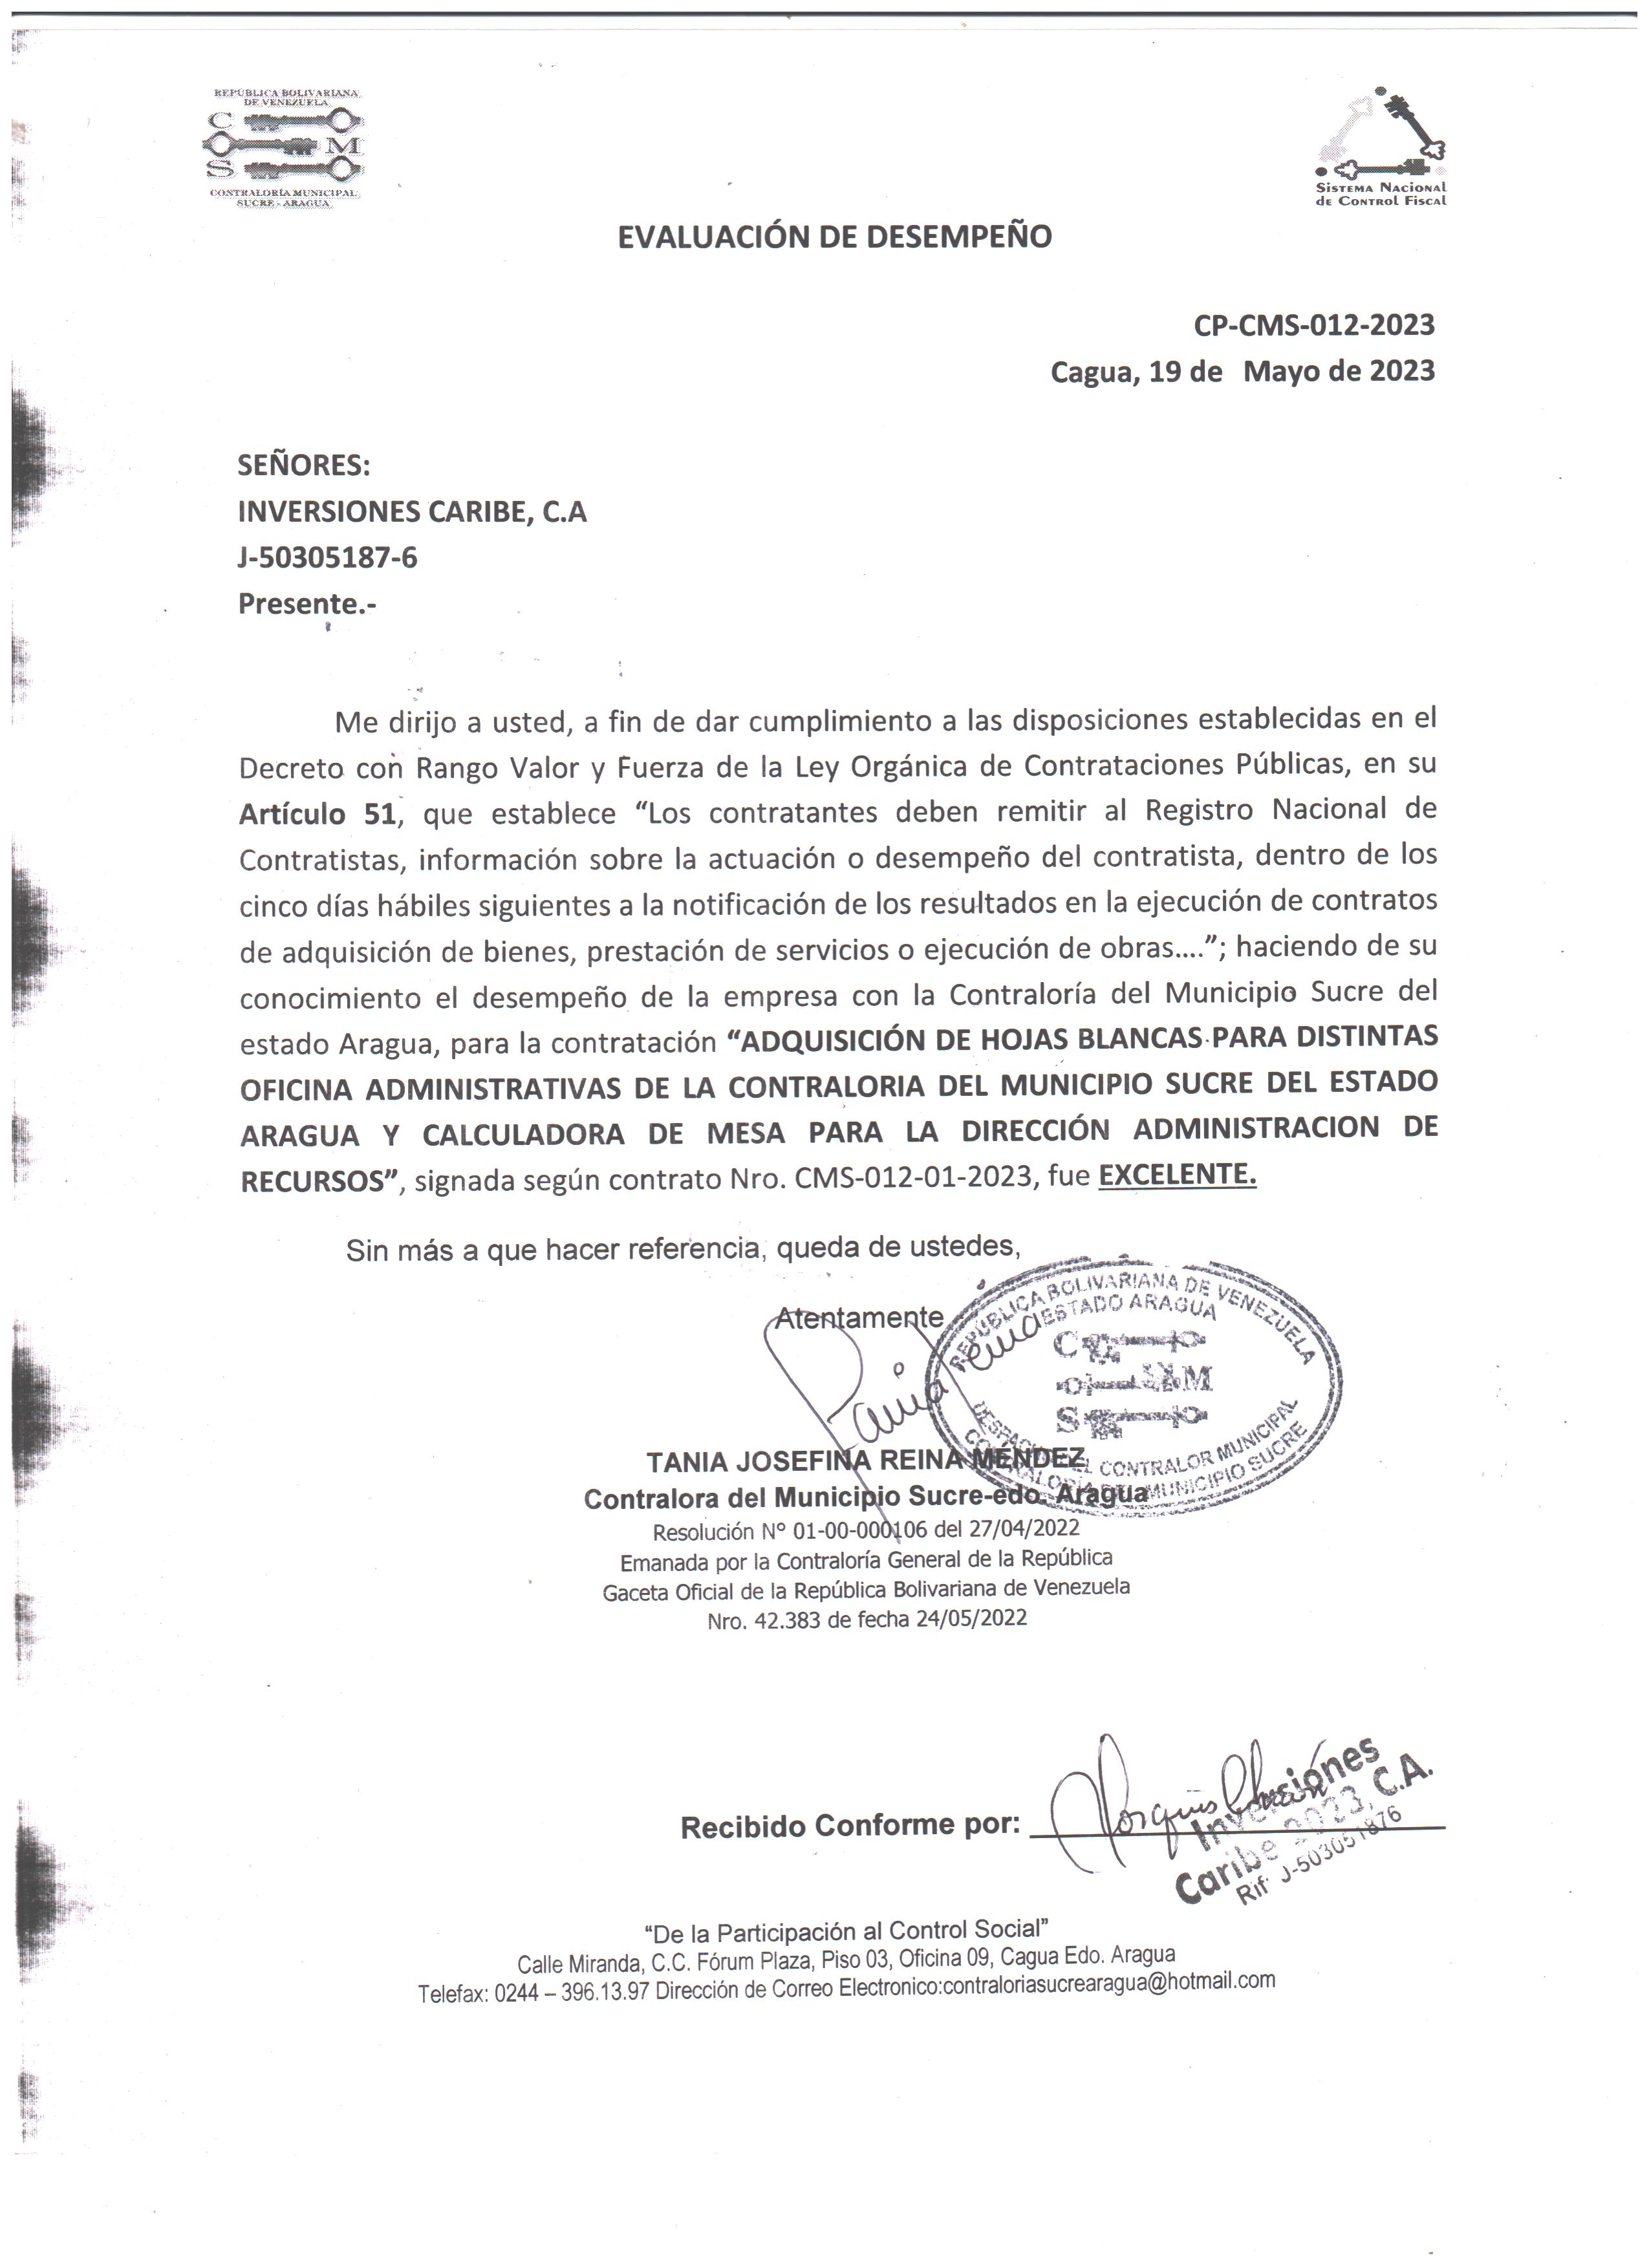 REPÚBLICA BOLIVARIANA
DE VENEZUELA
C
M
S
CONTRALORÍA MUNICIPAL
SUCRE - ARAGUA
Sistema Nacional
de Control Fiscal
EVALUACIÓN DE DESEMPEÑO
CP-CMS-012-2023
Cagua, 19 de Mayo de 2023
SEÑORES:
INVERSIONES CARIBE, C.A
J-50305187-6
Presente.-
Me dirijo a usted, a fin de dar cumplimiento a las disposiciones establecidas en el
Decreto con Rango Valor y Fuerza de la Ley Orgánica de Contrataciones Públicas, en su
Artículo 51, que establece “Los contratantes deben remitir al Registro Nacional de
Contratistas, información sobre la actuación o desempeño del contratista, dentro de los
cinco días hábiles siguientes a la notificación de los resultados en la ejecución de contratos
de adquisición de bienes, prestación de servicios o ejecución de obras....”; haciendo de su
conocimiento el desempeño de la empresa con la Contraloría del Municipio Sucre del
estado Aragua, para la contratación “ADQUISICIÓN DE HOJAS BLANCAS PARA DISTINTAS
OFICINA ADMINISTRATIVAS DE LA CONTRALORIA DEL MUNICIPIO SUCRE DEL ESTADO
ARAGUA Y CALCULADORA DE MESA PARA LA DIRECCIÓN ADMINISTRACION DE
RECURSOS”, signada según contrato Nro. CMS-012-01-2023, fue EXCELENTE.
Sin más a que hacer referencia, queda de ustedes,
Atentamente
Tania Reina
REPÚBLICA BOLIVARIANA DE VENEZUELA
ESTADO ARAGUA
C
M
S
DESPACHO DEL CONTRALOR MUNICIPAL
CONTRALORÍA DEL MUNICIPIO SUCRE
TANIA JOSEFINA REINA MÉNDEZ
Contralora del Municipio Sucre-edo. Aragua
Resolución N° 01-00-000106 del 27/04/2022
Emanada por la Contraloría General de la República
Gaceta Oficial de la República Bolivariana de Venezuela
Nro. 42.383 de fecha 24/05/2022
Recibido Conforme por:
Inversiones
Caribe 2023, C.A.
Rif: J-503051876
“De la Participación al Control Social”
Calle Miranda, C.C. Fórum Plaza, Piso 03, Oficina 09, Cagua Edo. Aragua
Telefax: 0244 – 396.13.97 Dirección de Correo Electronico:contraloriasucrearagua@hotmail.com